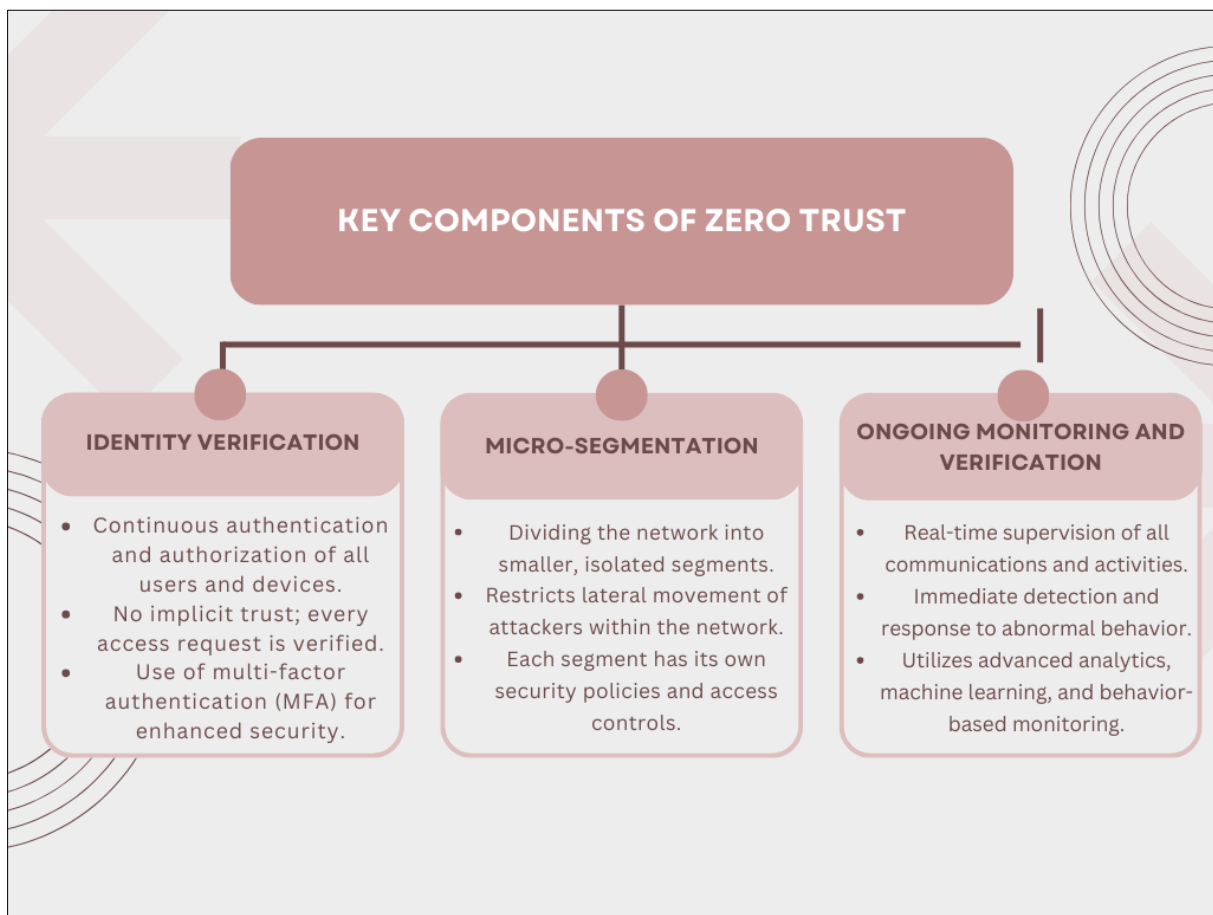 KEY COMPONENTS OF ZERO TRUST
IDENTITY VERIFICATION
• Continuous authentication
and authorization of all
users and devices.
• No implicit trust; every
access request is verified.
• Use of multi-factor
authentication (MFA) for
enhanced security.
MICRO-SEGMENTATION
• Dividing the network into
smaller, isolated segments.
• Restricts lateral movement of
attackers within the network.
• Each segment has its own
security policies and access
controls.
ONGOING MONITORING AND
VERIFICATION
• Real-time supervision of all
communications and activities.
• Immediate detection and
response to abnormal behavior.
• Utilizes advanced analytics,
machine learning, and behavior-
based monitoring.